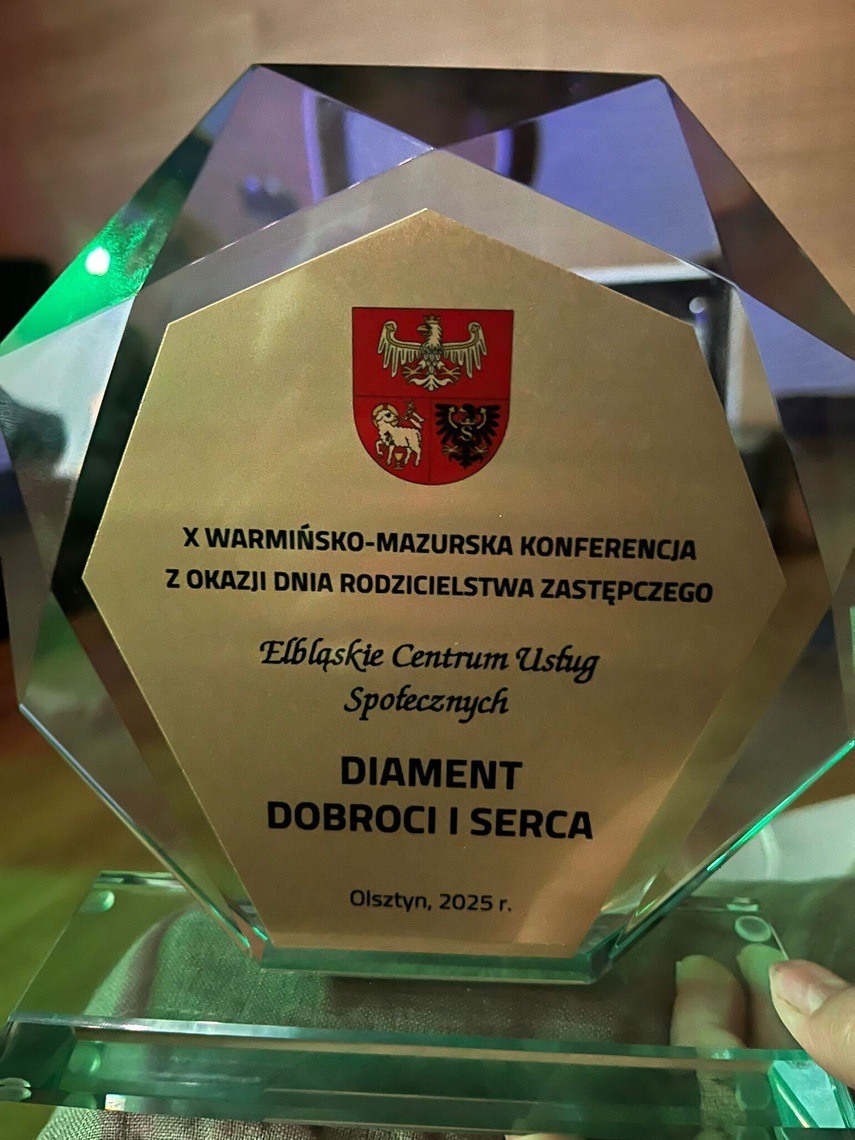 X WARMIŃSKO-MAZURSKA KONFERENCJA
Z OKAZJI DNIA RODZICIELSTWA ZASTĘPCZEGO
Elbląskie Centrum Usług
Społecznych
DIAMENT
DOBROCI I SERCA
Olsztyn, 2025 r.